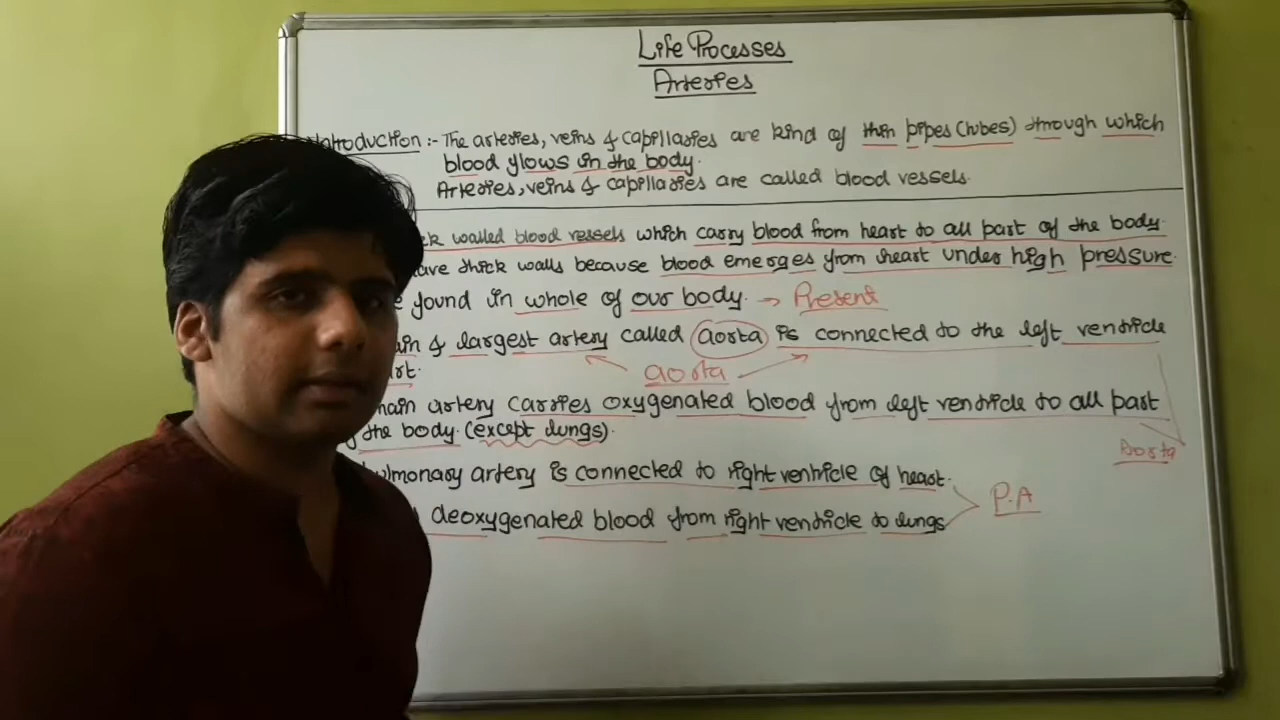 Life Processes
Arteries
Introduction :- The arteries, veins & capillaries are kind of thin pipes (tubes) through which
blood flows in the body.
Arteries, veins & capillaries are called blood vessels.
walled blood vessels which carry blood from heart to all part of the body.
thick walls because blood emerges from heart under high pressure.
found in whole of our body. → Present
& largest artery called aorta is connected to the left ventricle
aorta
main artery carries oxygenated blood from left ventricle to all part
the body. (except lungs).
Aorta
pulmonary artery is connected to right ventricle of heart.
P.A
deoxygenated blood from right ventricle to lungs